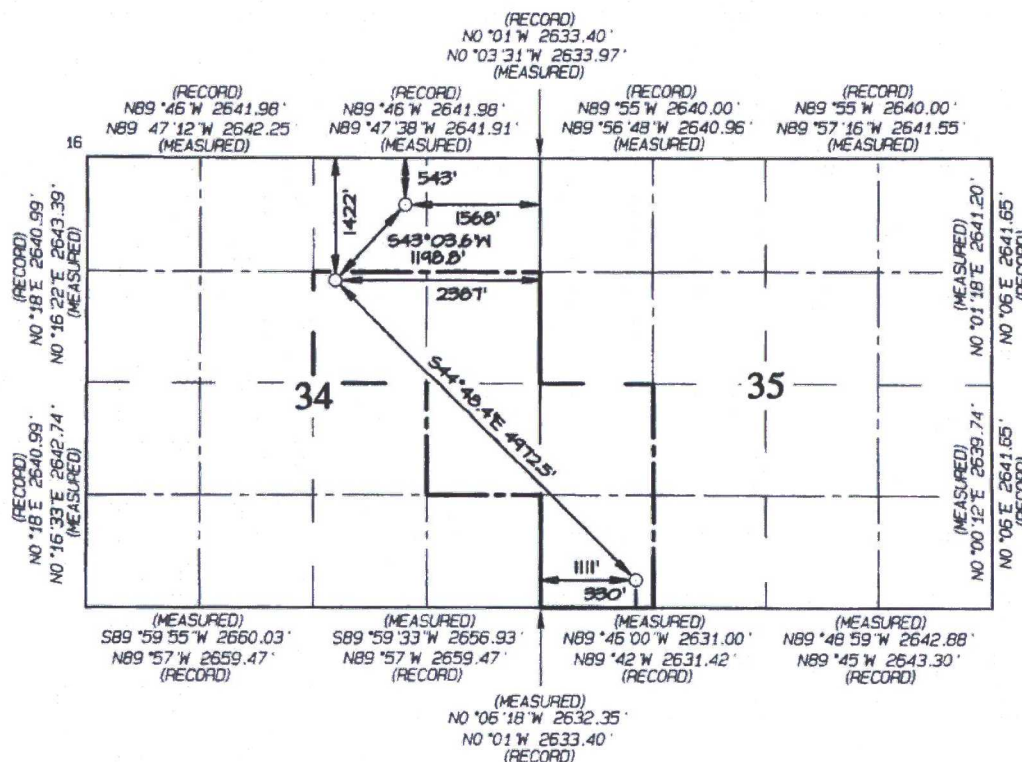 (RECORD)
N0°01'W 2633.40'
N0°03'31"W 2633.97'
(MEASURED)
(RECORD)
N89°46'W 2641.98'
N89 47'12"W 2642.25'
(MEASURED)
(RECORD)
N89°46'W 2641.98'
N89°47'38"W 2641.91'
(MEASURED)
(RECORD)
N89°55'W 2640.00'
N89°56'48"W 2640.96'
(MEASURED)
(RECORD)
N89°55'W 2640.00'
N89°57'16"W 2641.55'
(MEASURED)
16
(RECORD)
N0°18'E 2640.99'
N0°16'22"E 2643.39'
(MEASURED)
1422'
543'
1568'
S43°03.6'W
1198.8'
2387'
N0°01'18"E 2641.20'
(MEASURED)
N0°06'E 2641.65'
(RECORD)
34
35
S44°48.4'E 4972.5'
(RECORD)
N0°18'E 2640.99'
N0°16'33"E 2642.74'
(MEASURED)
N0°00'12"E 2639.74'
(MEASURED)
N0°06'E 2641.65'
(RECORD)
1111'
330'
(MEASURED)
S89°59'55"W 2660.03'
N89°57'W 2659.47'
(RECORD)
(MEASURED)
S89°59'33"W 2656.93'
N89°57'W 2659.47'
(RECORD)
(MEASURED)
N89°45'00"W 2631.00'
N89°42'W 2631.42'
(RECORD)
(MEASURED)
N89°48'59"W 2642.88'
N89°45'W 2643.30'
(RECORD)
(MEASURED)
N0°06'18"W 2632.35'
N0°01'W 2633.40'
(RECORD)